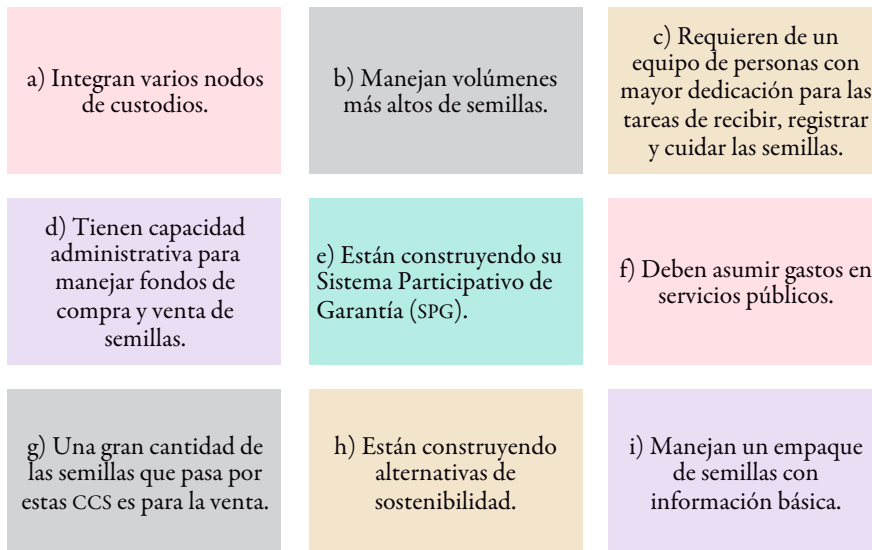 a) Integran varios nodos
de custodios.
b) Manejan volúmenes
más altos de semillas.
c) Requieren de un
equipo de personas con
mayor dedicación para las
tareas de recibir, registrar
y cuidar las semillas.
d) Tienen capacidad
administrativa para
manejar fondos de
compra y venta de
semillas.
e) Están construyendo su
Sistema Participativo de
Garantía (SPG).
f) Deben asumir gastos en
servicios públicos.
g) Una gran cantidad de
las semillas que pasa por
estas CCS es para la venta.
h) Están construyendo
alternativas de
sostenibilidad.
i) Manejan un empaque
de semillas con
información básica.